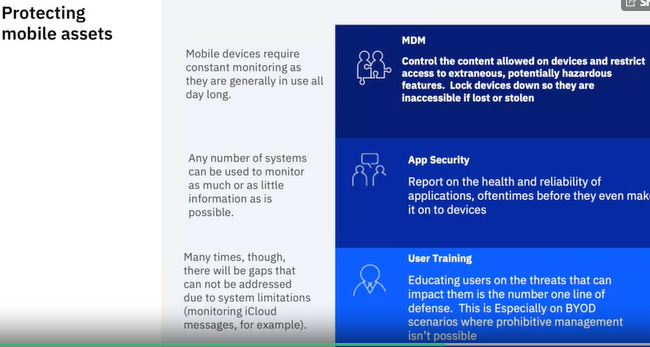 Protecting
mobile assets
Mobile devices require
constant monitoring as
they are generally in use all
day long.
MDM
Control the content allowed on devices and restrict
access to extraneous, potentially hazardous
features. Lock devices down so they are
inaccessible if lost or stolen
Any number of systems
can be used to monitor
as much or as little
information as is
possible.
App Security
Report on the health and reliability of
applications, oftentimes before they even mak
it on to devices
Many times, though,
there will be gaps that
can not be addressed
due to system limitations
(monitoring iCloud
messages, for example).
User Training
Educating users on the threats that can
impact them is the number one line of
defense. This is Especially on BYOD
scenarios where prohibitive management
isn't possible